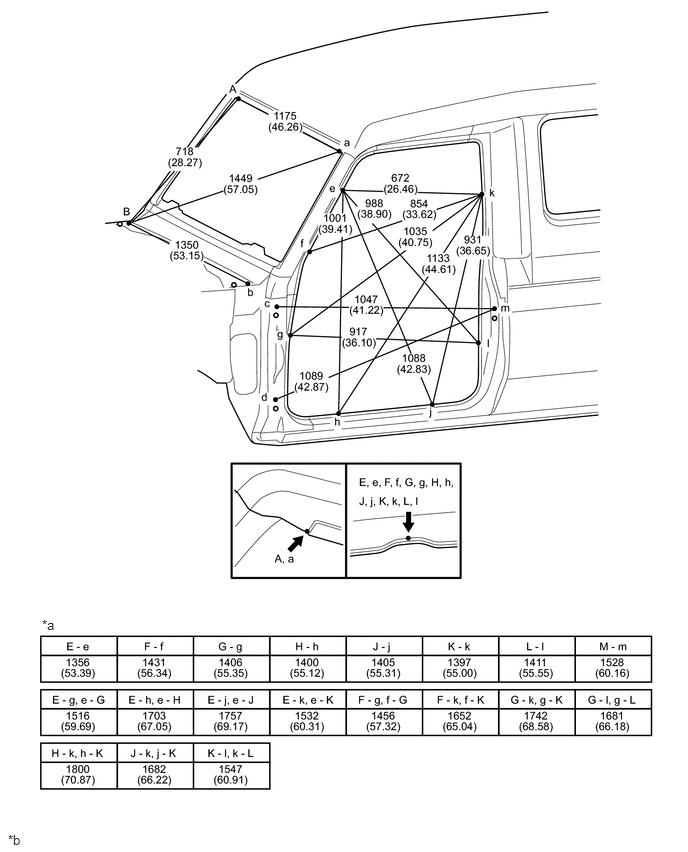 A
1175
(46.26)
a
718
(28.27)
1449
(57.05)
672
(26.46)
e
k
988
(38.90)
854
(33.62)
B
1001
(39.41)
1035
(40.75)
931
(36.65)
f
1350
(53.15)
1133
(44.61)
b
c
1047
(41.22)
m
g
917
(36.10)
l
1089
(42.87)
1088
(42.83)
d
h
j
A, a
E, e, F, f, G, g, H, h,
J, j, K, k, L, l
*a
E - e F - f G - g H - h J - j K - k L - l M - m
1356 1431 1406 1400 1405 1397 1411 1528
(53.39) (56.34) (55.35) (55.12) (55.31) (55.00) (55.55) (60.16)
E - g, e - G E - h, e - H E - j, e - J E - k, e - K F - g, f - G F - k, f - K G - k, g - K G - l, g - L
1516 1703 1757 1532 1456 1652 1742 1681
(59.69) (67.05) (69.17) (60.31) (57.32) (65.04) (68.58) (66.18)
H - k, h - K J - k, j - K K - l, k - L
1800 1682 1547
(70.87) (66.22) (60.91)
*b